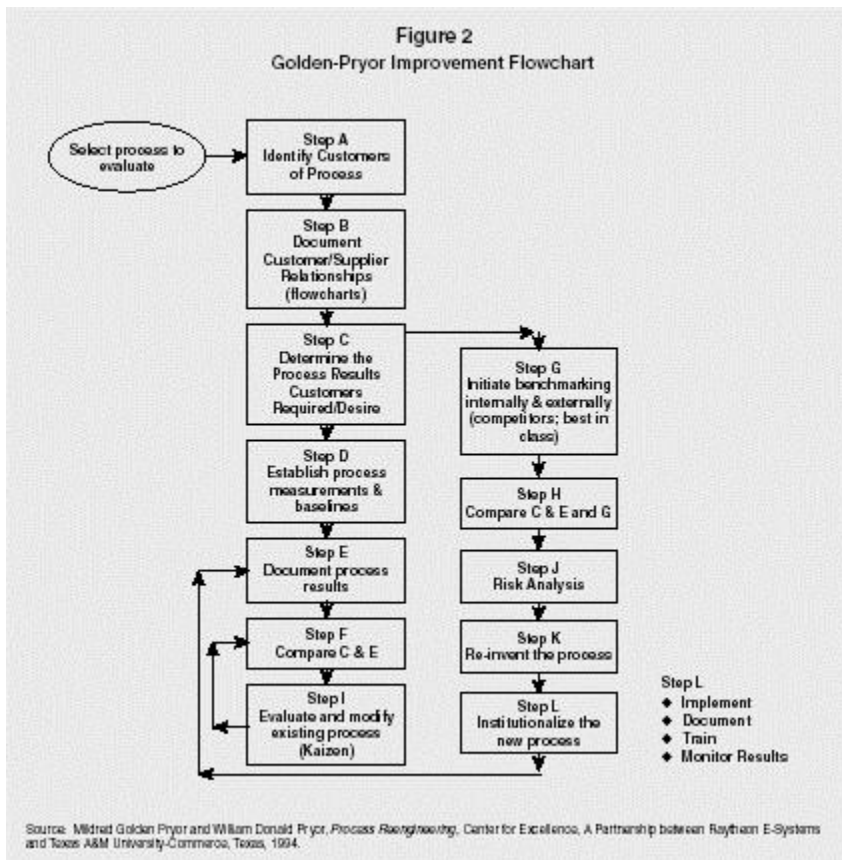 Figure 2
Golden-Pryor Improvement Flowchart
Select process to
evaluate
Step A
Identify Customers
of Process
Step B
Document
Customer/Supplier
Relationships
(flowcharts)
Step C
Determine the
Process Results
Customers
Required/Desire
Step D
Establish process
measurements &
baselines
Step E
Document process
results
Step F
Compare C & E
Step I
Evaluate and modify
existing process
(Kaizen)
Step G
Initiate benchmarking
internally & externally
(competitors; best in
class)
Step H
Compare C & E and G
Step J
Risk Analysis
Step K
Re-invent the process
Step L
Institutionalize the
new process
Step L
◆ Implement
◆ Document
◆ Train
◆ Monitor Results
Source: Mildred Golden Pryor and William Donald Pryor, Process Reengineering, Center for Excellence, A Partnership between Raytheon E-Systems
and Texas A&M University-Commerce, Texas, 1994.